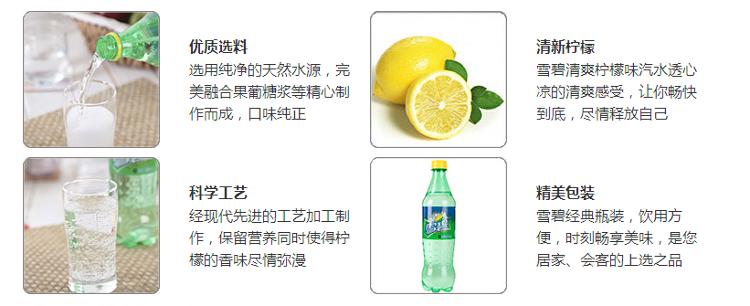 优质选料
选用纯净的天然水源，完
美融合果葡糖浆等精心制
作而成，口味纯正
清新柠檬
雪碧清爽柠檬味汽水透心
凉的清爽感受，让你畅快
到底，尽情释放自己
科学工艺
经现代先进的工艺加工制
作，保留营养同时使得柠
檬的香味尽情弥漫
精美包装
雪碧经典瓶装，饮用方
便，时刻畅享美味，是您
居家、会客的上选之品
雪碧